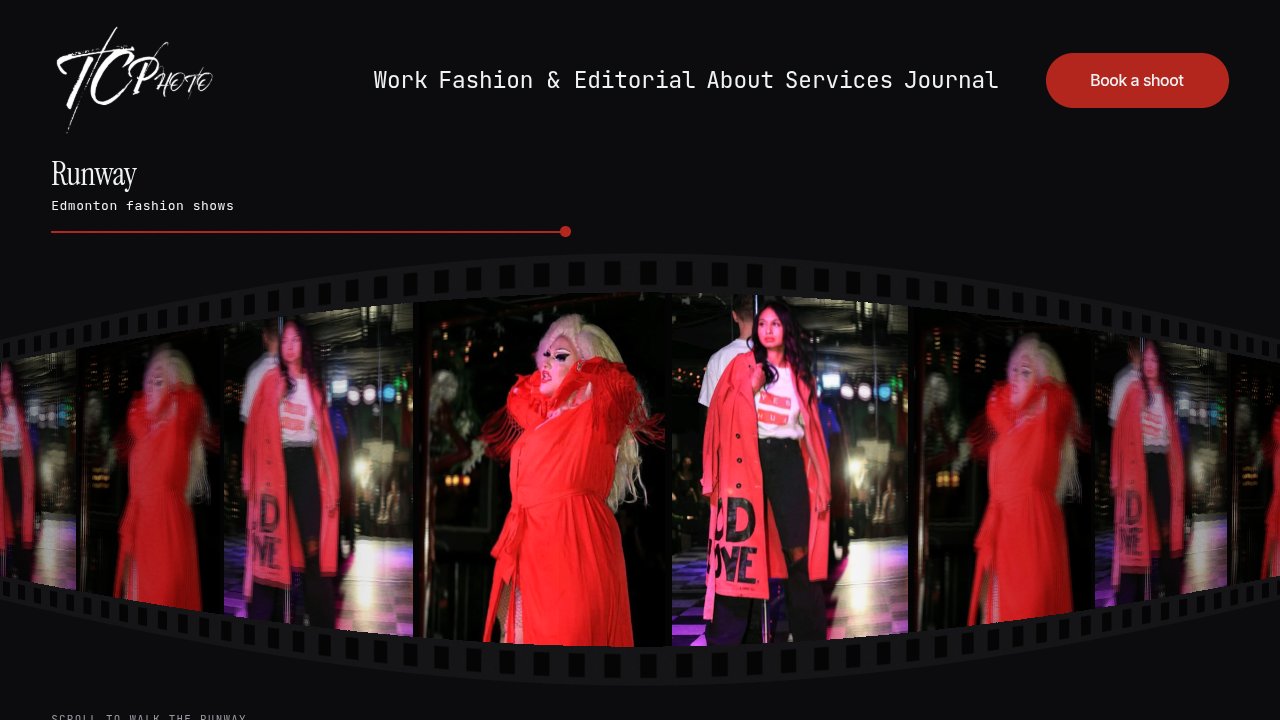 TCPhoto
Work Fashion & Editorial About Services Journal
Book a shoot
Runway
Edmonton fashion shows
SCROLL TO WALK THE RUNWAY